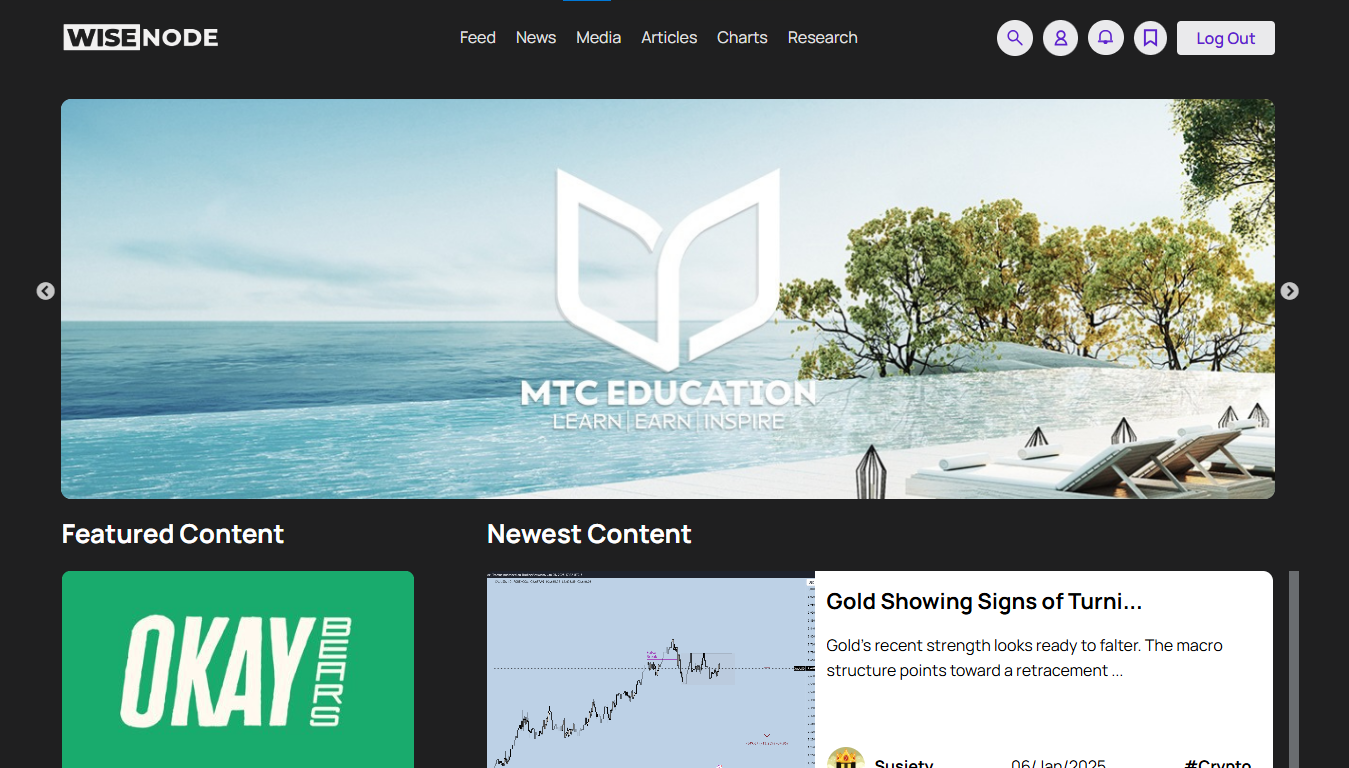 WISENODE
Feed News Media Articles Charts Research
Log Out
MTC EDUCATION
LEARN | EARN | INSPIRE
Featured Content
Newest Content
OKAY BEARS
Gold Showing Signs of Turni...
Gold's recent strength looks ready to falter. The macro
structure points toward a retracement ...
Susiety 06/Jan/2025 #Crypto